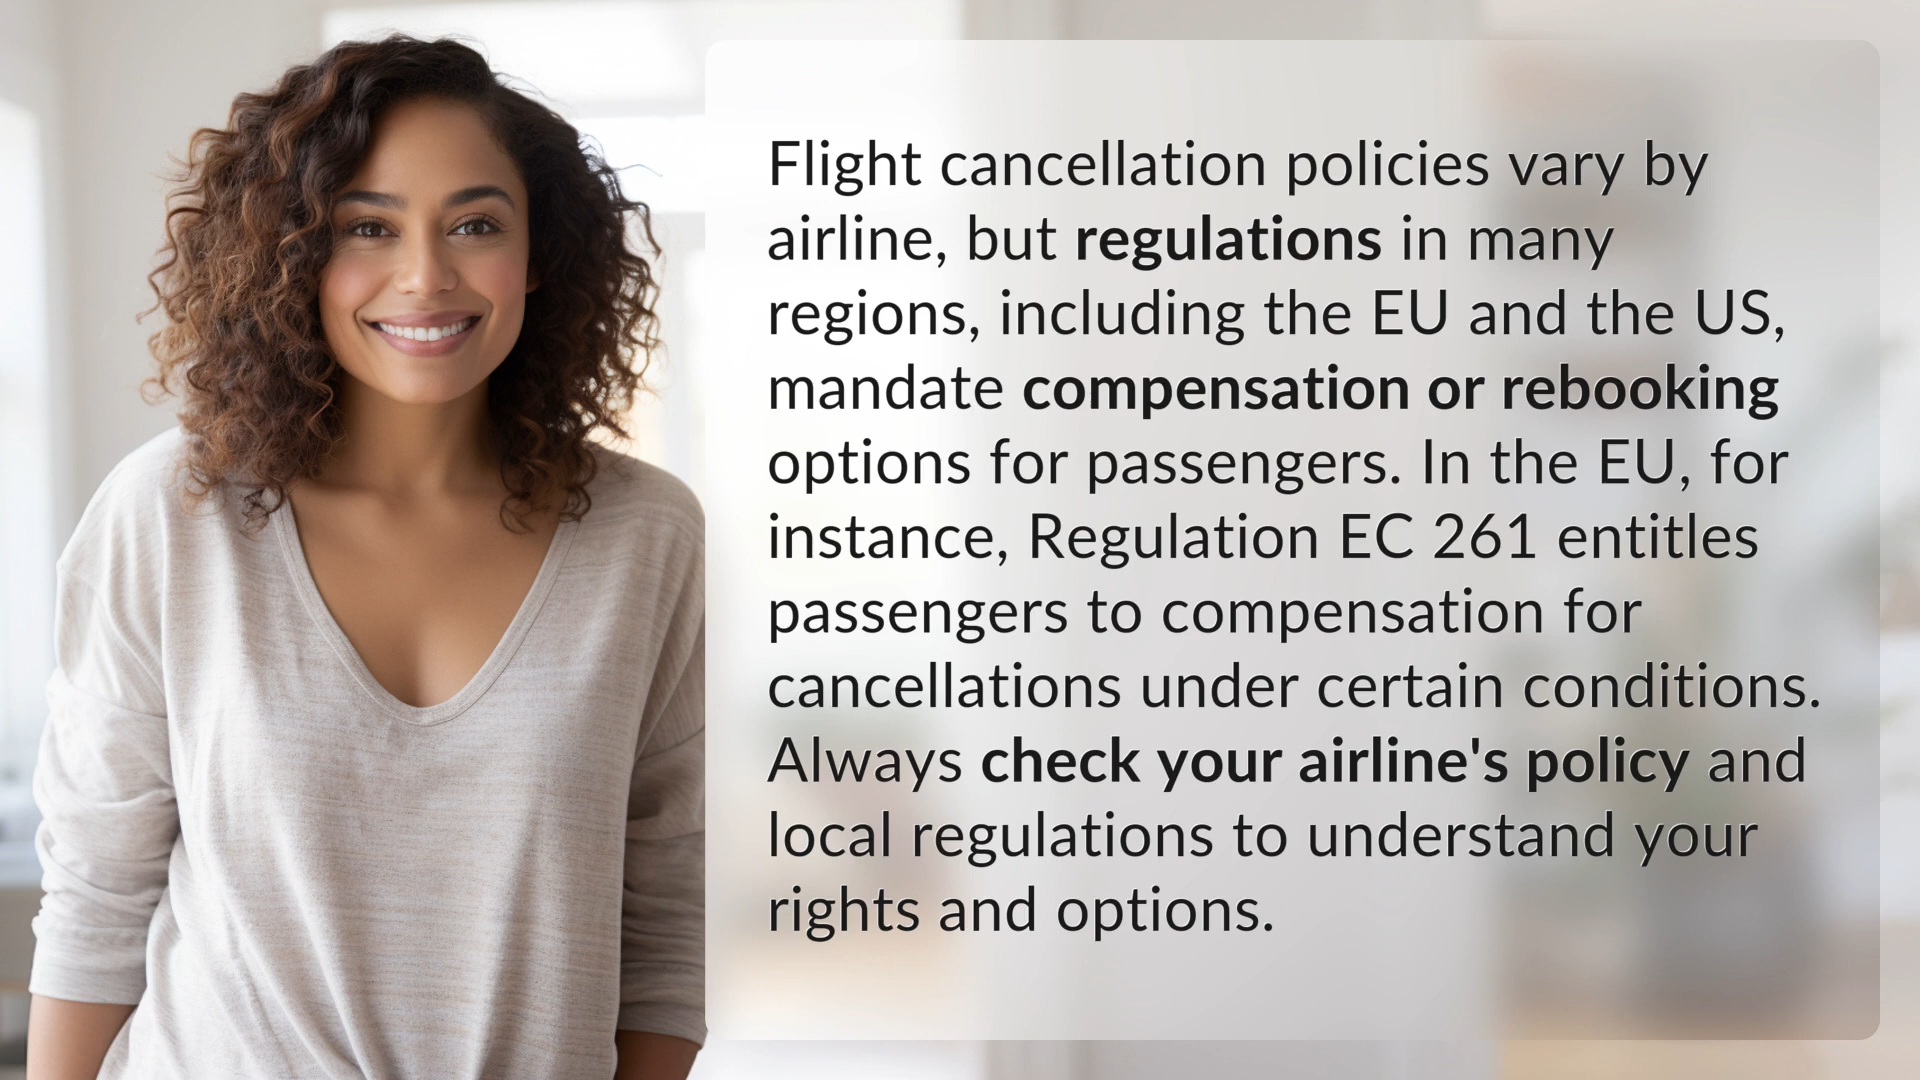 Flight cancellation policies vary by
airline, but regulations in many
regions, including the EU and the US,
mandate compensation or rebooking
options for passengers. In the EU, for
instance, Regulation EC 261 entitles
passengers to compensation for
cancellations under certain conditions.
Always check your airline's policy and
local regulations to understand your
rights and options.